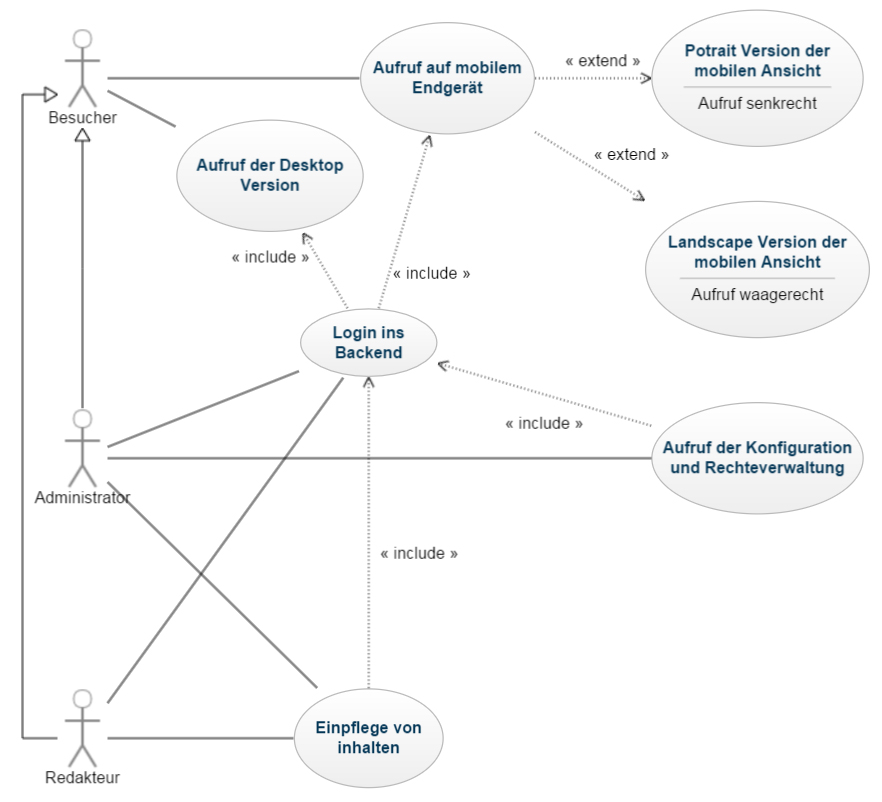 Besucher
Aufruf auf mobilem
Endgerät
« extend »
Potrait Version der
mobilen Ansicht
Aufruf senkrecht
« extend »
Aufruf der Desktop
Version
Landscape Version der
mobilen Ansicht
Aufruf waagerecht
« include »
« include »
Login ins
Backend
« include »
Aufruf der Konfiguration
und Rechteverwaltung
Administrator
« include »
Einpflege von
inhalten
Redakteur